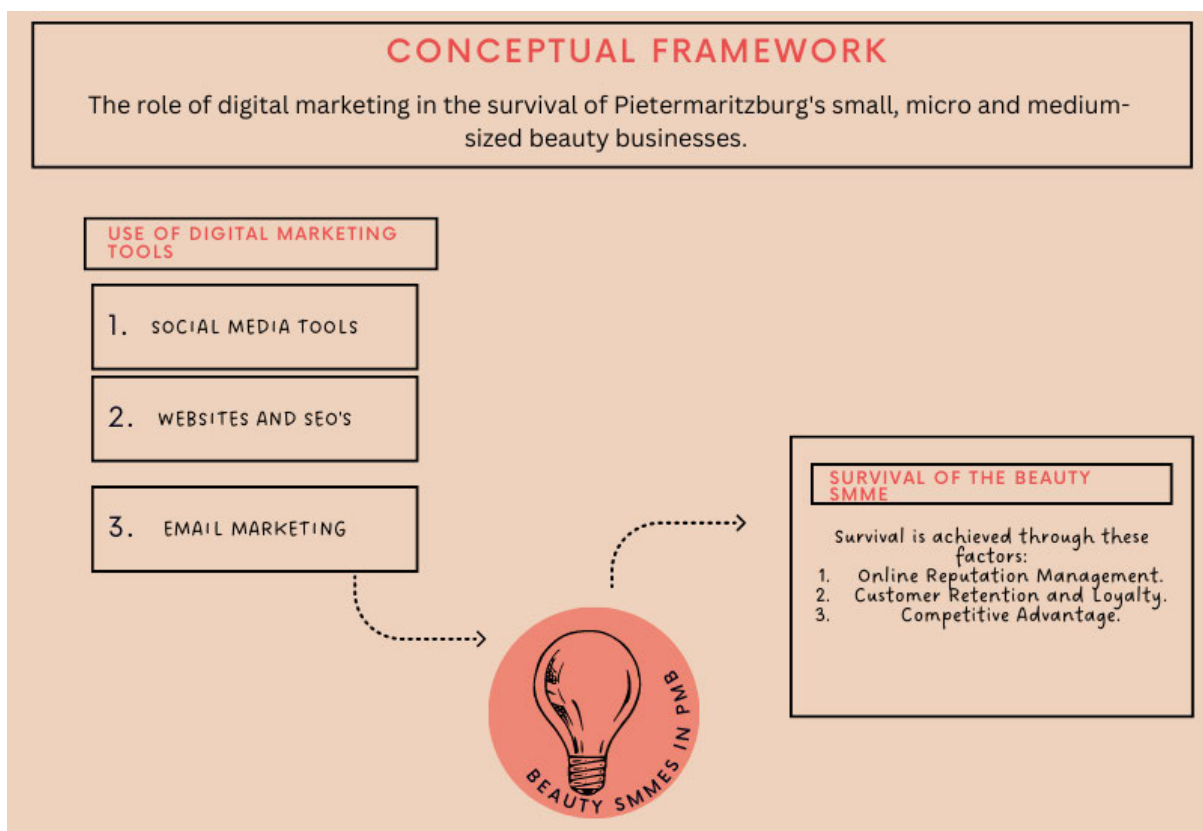 CONCEPTUAL FRAMEWORK
The role of digital marketing in the survival of Pietermaritzburg's small, micro and medium-
sized beauty businesses.
USE OF DIGITAL MARKETING
TOOLS
1. SOCIAL MEDIA TOOLS
2. WEBSITES AND SEO'S
3. EMAIL MARKETING
BEAUTY SMMES IN PMB
SURVIVAL OF THE BEAUTY
SMME
Survival is achieved through these
factors:
1. Online Reputation Management.
2. Customer Retention and Loyalty.
3. Competitive Advantage.